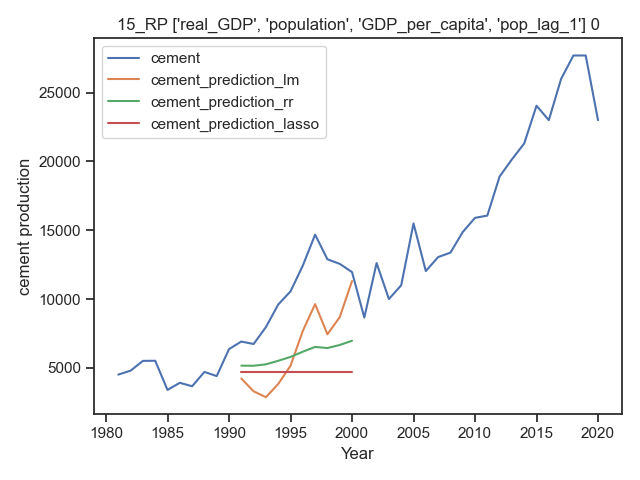 15_RP ['real_GDP', 'population', 'GDP_per_capita', 'pop_lag_1'] 0
cement
cement_prediction_lm
cement_prediction_rr
cement_prediction_lasso
25000
20000
15000
10000
5000
cement production
1980 1985 1990 1995 2000 2005 2010 2015 2020
Year